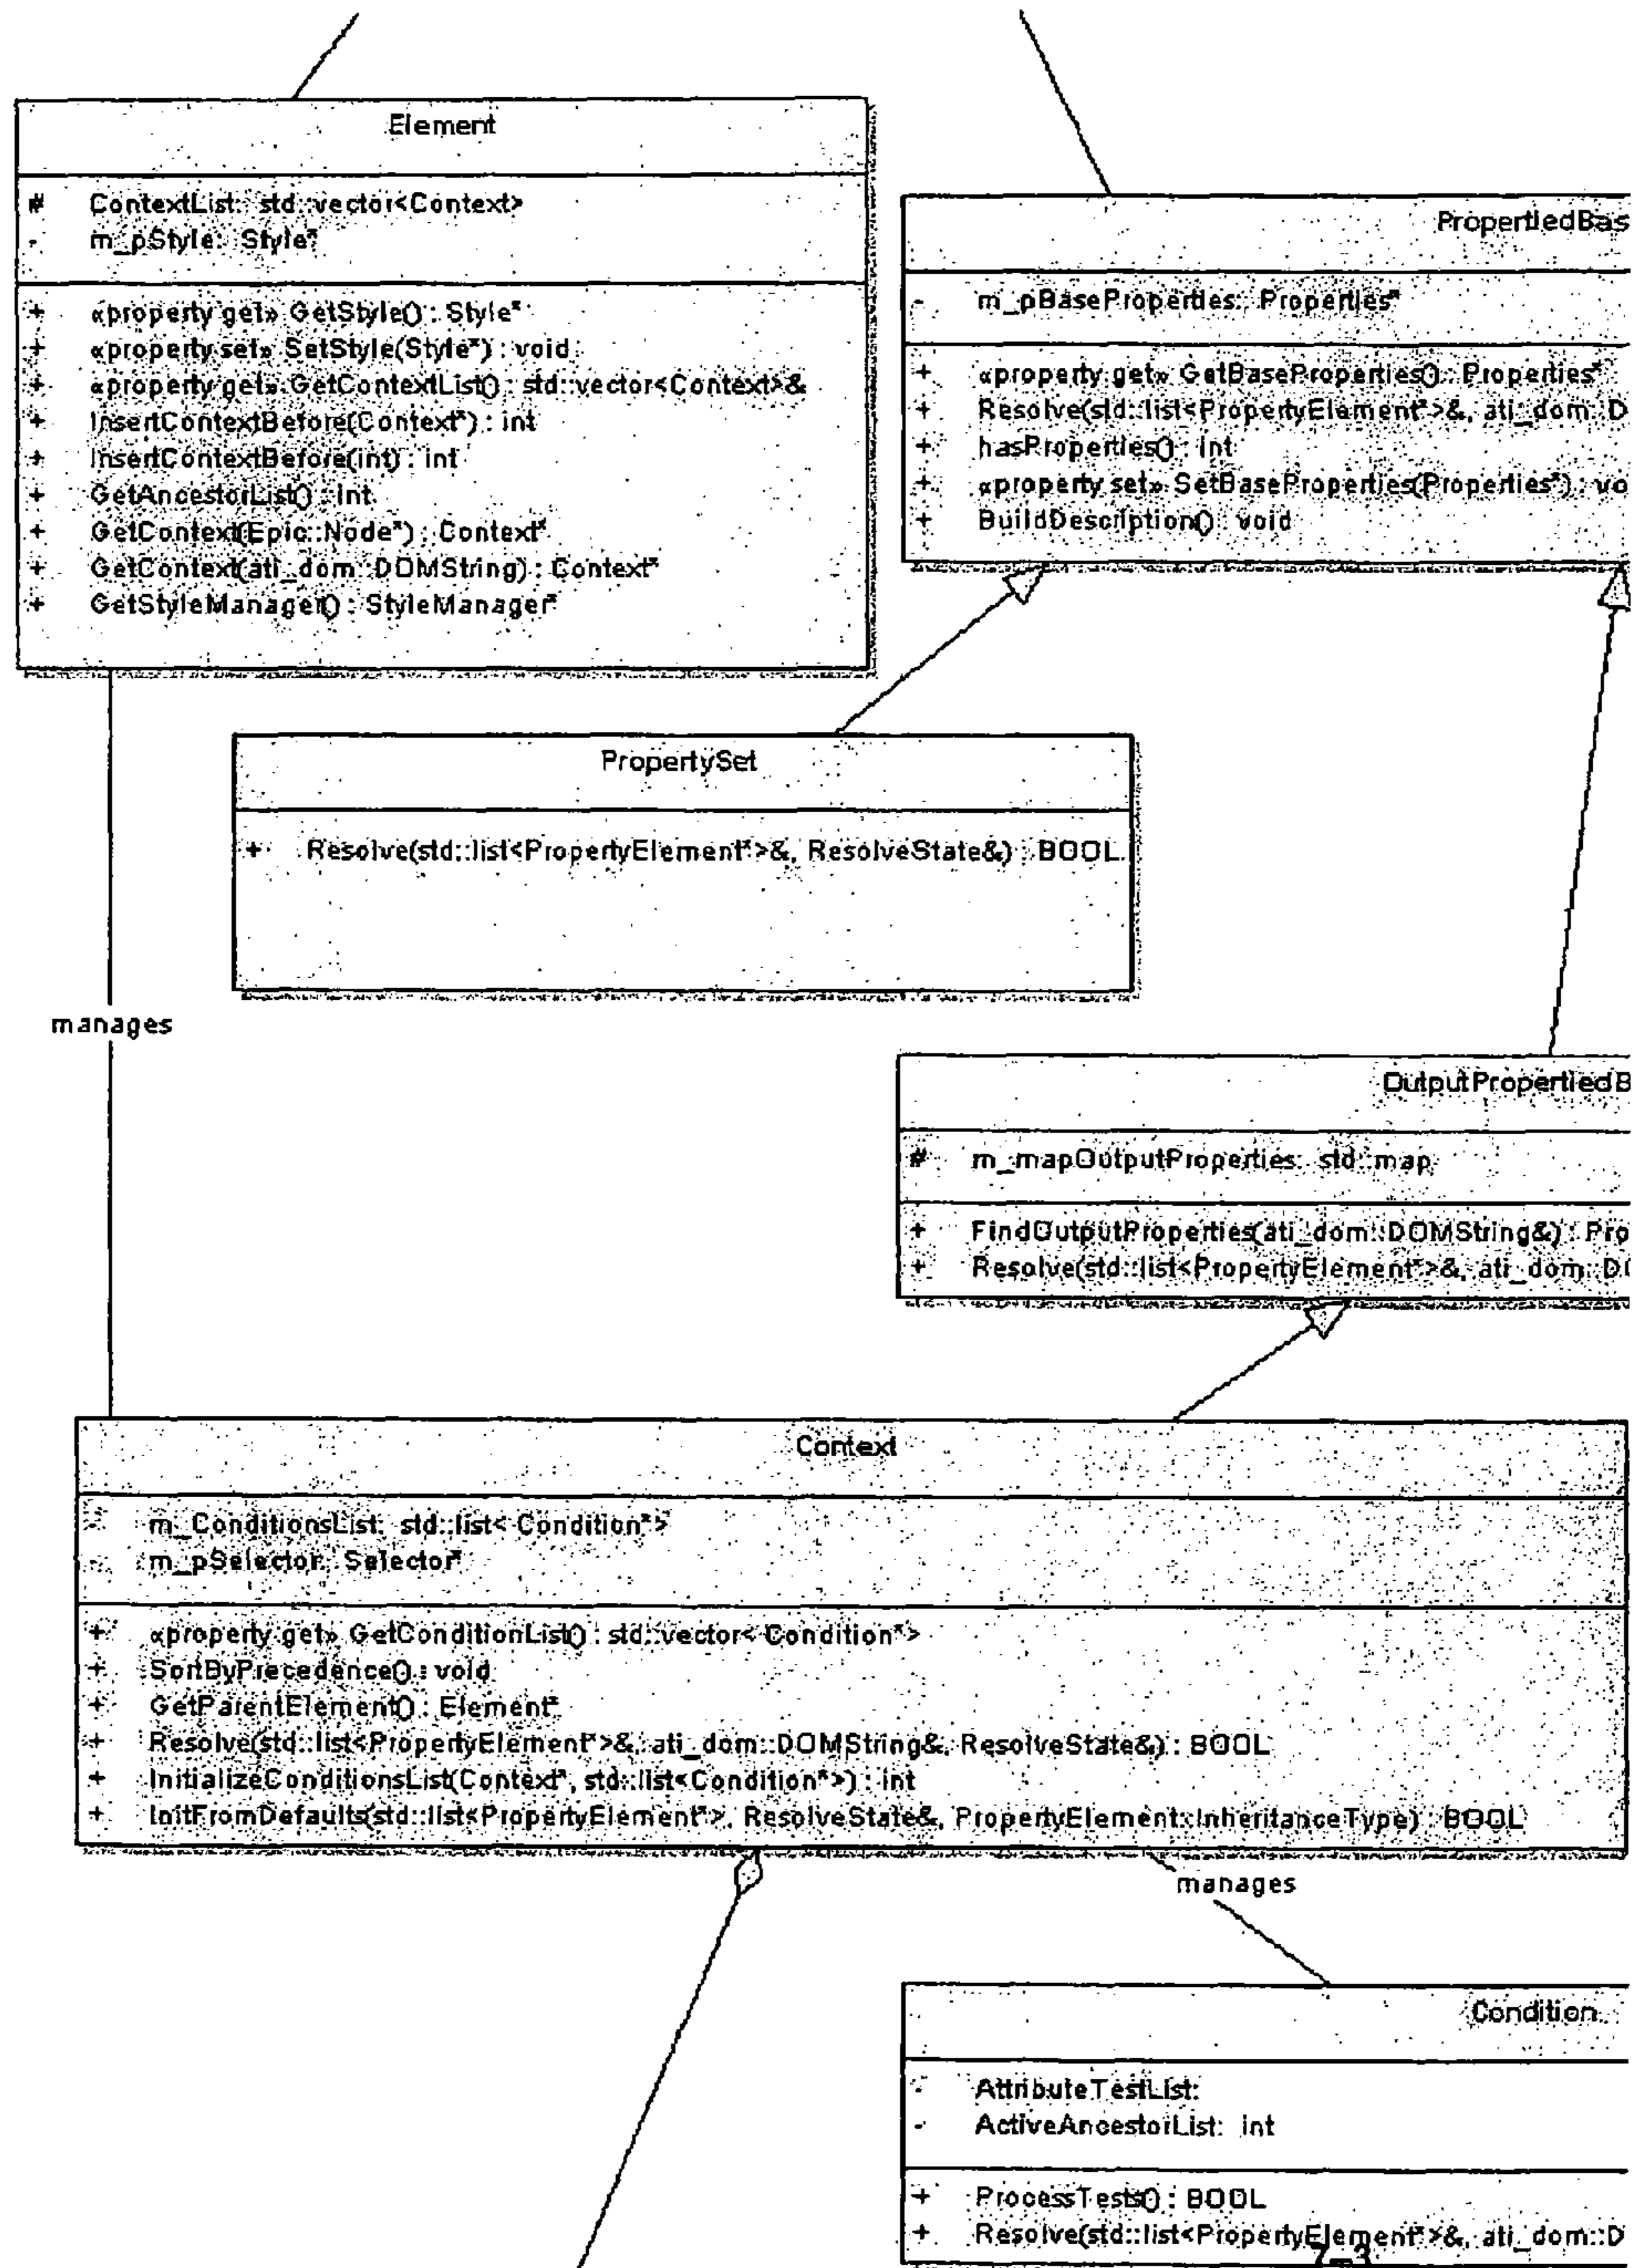 Element
# ContextList: std::vector<Context>
- m_pStyle: Style*
+ «property get» GetStyle() : Style*
+ «property set» SetStyle(Style*) : void
+ «property get» GetContextList() : std::vector<Context>&
+ InsertContextBefore(Context*) : int
+ InsertContextBefore(int) : int
+ GetAncestorList() : int
+ GetContext(Epic::Node*) : Context*
+ GetContext(ati_dom::DOMString) : Context*
+ GetStyleManager() : StyleManager*
PropertiedBas
- m_pBaseProperties: Properties*
+ «property get» GetBaseProperties() : Properties*
+ Resolve(std::list<PropertyElement*>&, ati_dom::D
+ hasProperties() : int
+ «property set» SetBaseProperties(Properties*) : vo
+ BuildDescription() : void
PropertySet
+ Resolve(std::list<PropertyElement*>&, ResolveState&) : BOOL
manages
OutputPropertiedB
# m_mapOutputProperties: std::map
+ FindOutputProperties(ati_dom::DOMString&) : Pro
+ Resolve(std::list<PropertyElement*>&, ati_dom::DO
Context
- m_ConditionsList: std::list< Condition*>
- m_pSelector: Selector*
+ «property get» GetConditionList() : std::vector< Condition*>
+ SortByPrecedence() : void
+ GetParentElement() : Element*
+ Resolve(std::list<PropertyElement*>&, ati_dom::DOMString&, ResolveState&) : BOOL
+ InitializeConditionsList(Context*, std::list<Condition*>) : int
+ InitFromDefaults(std::list<PropertyElement*>, ResolveState&, PropertyElement::InheritanceType) : BOOL
manages
Condition
- AttributeTestList:
- ActiveAncestorList: int
+ ProcessTests() : BOOL
+ Resolve(std::list<PropertyElement*>&, ati_dom::D
7-3